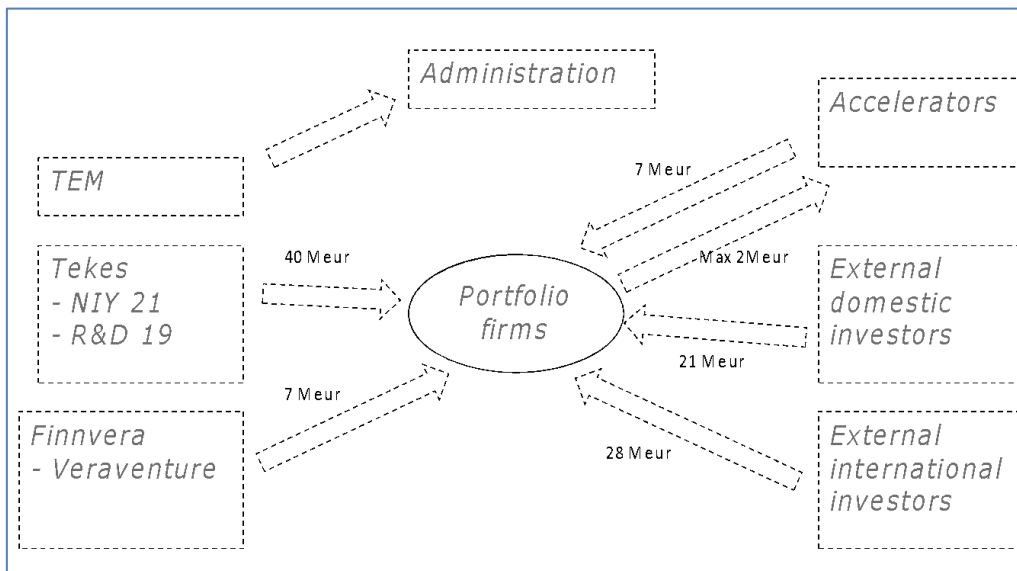 Administration
Accelerators
7 Meur
TEM
Max 2Meur
40 Meur
Tekes
- NIY 21
- R&D 19
Portfolio
firms
External
domestic
investors
21 Meur
7 Meur
Finnvera
- Veraventure
28 Meur
External
international
investors